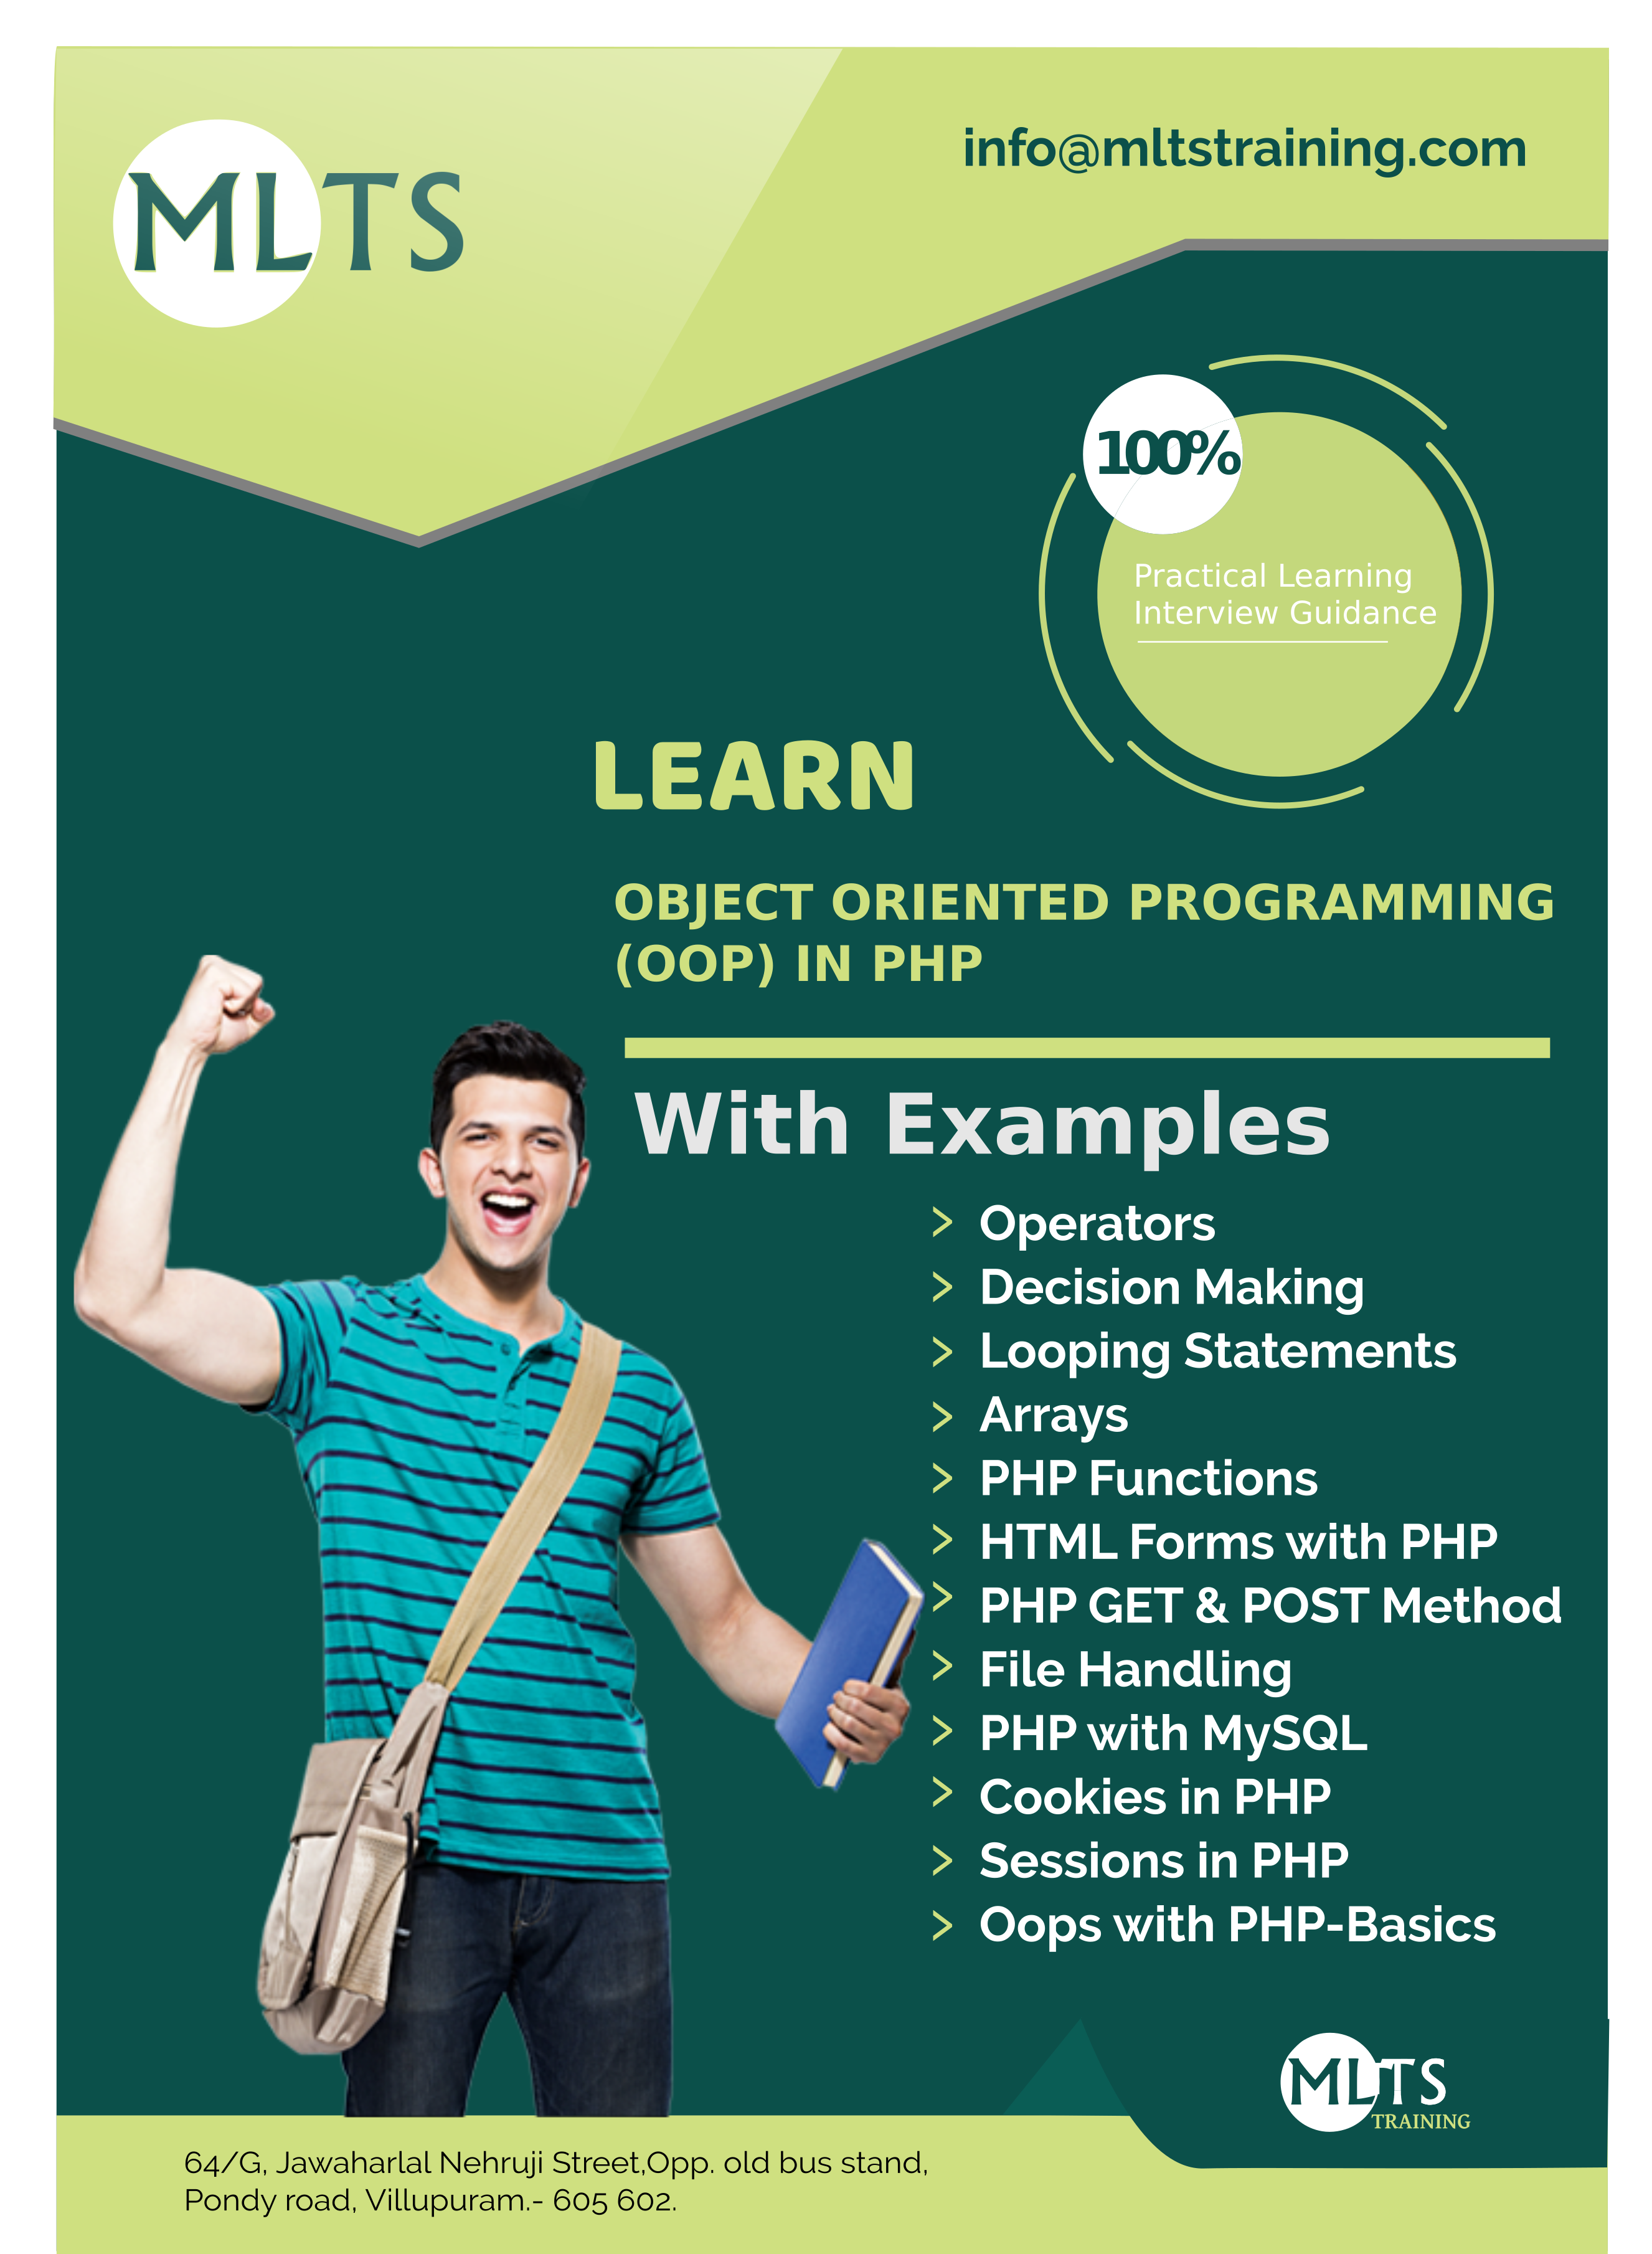 MLTS
info@mltstraining.com
100%
Practical Learning
Interview Guidance
LEARN
OBJECT ORIENTED PROGRAMMING
(OOP) IN PHP
With Examples
> Operators
> Decision Making
> Looping Statements
> Arrays
> PHP Functions
> HTML Forms with PHP
> PHP GET & POST Method
> File Handling
> PHP with MySQL
> Cookies in PHP
> Sessions in PHP
> Oops with PHP-Basics
MLTS
TRAINING
64/G, Jawaharlal Nehruji Street,Opp. old bus stand,
Pondy road, Villupuram.- 605 602.